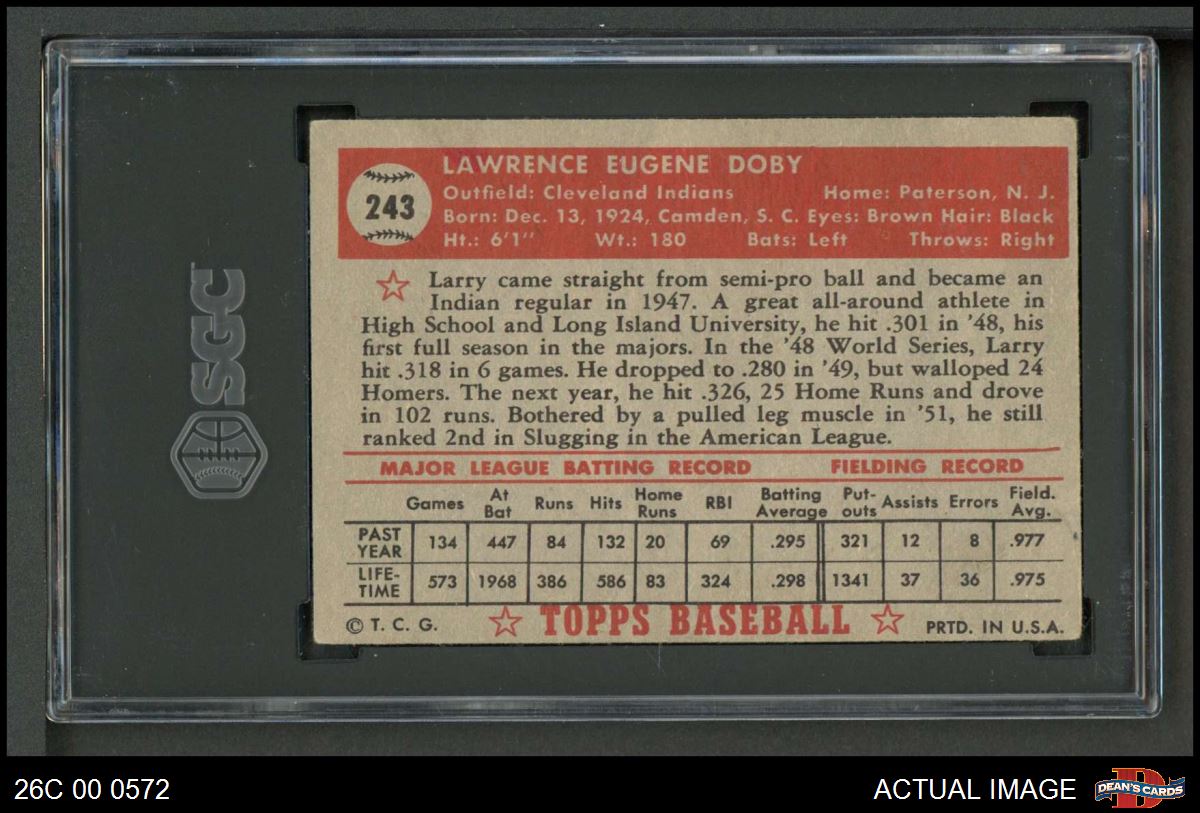 LAWRENCE EUGENE DOBY
243
Outfield: Cleveland Indians Home: Paterson, N. J.
Born: Dec. 13, 1924, Camden, S. C. Eyes: Brown Hair: Black
Ht.: 6'1" Wt.: 180 Bats: Left Throws: Right
Larry came straight from semi-pro ball and became an
Indian regular in 1947. A great all-around athlete in
High School and Long Island University, he hit .301 in '48, his
first full season in the majors. In the '48 World Series, Larry
hit .318 in 6 games. He dropped to .280 in '49, but walloped 24
Homers. The next year, he hit .326, 25 Home Runs and drove
in 102 runs. Bothered by a pulled leg muscle in '51, he still
ranked 2nd in Slugging in the American League.
MAJOR LEAGUE BATTING RECORD FIELDING RECORD
Games At Bat Runs Hits Home Runs RBI Batting Average Put-outs Assists Errors Field. Avg.
PAST YEAR 134 447 84 132 20 69 .295 321 12 8 .977
LIFE-TIME 573 1968 386 586 83 324 .298 1341 37 36 .975
© T. C. G. TOPPS BASEBALL PRTD. IN U.S.A.
SGC
26C 00 0572 ACTUAL IMAGE DEAN'S CARDS